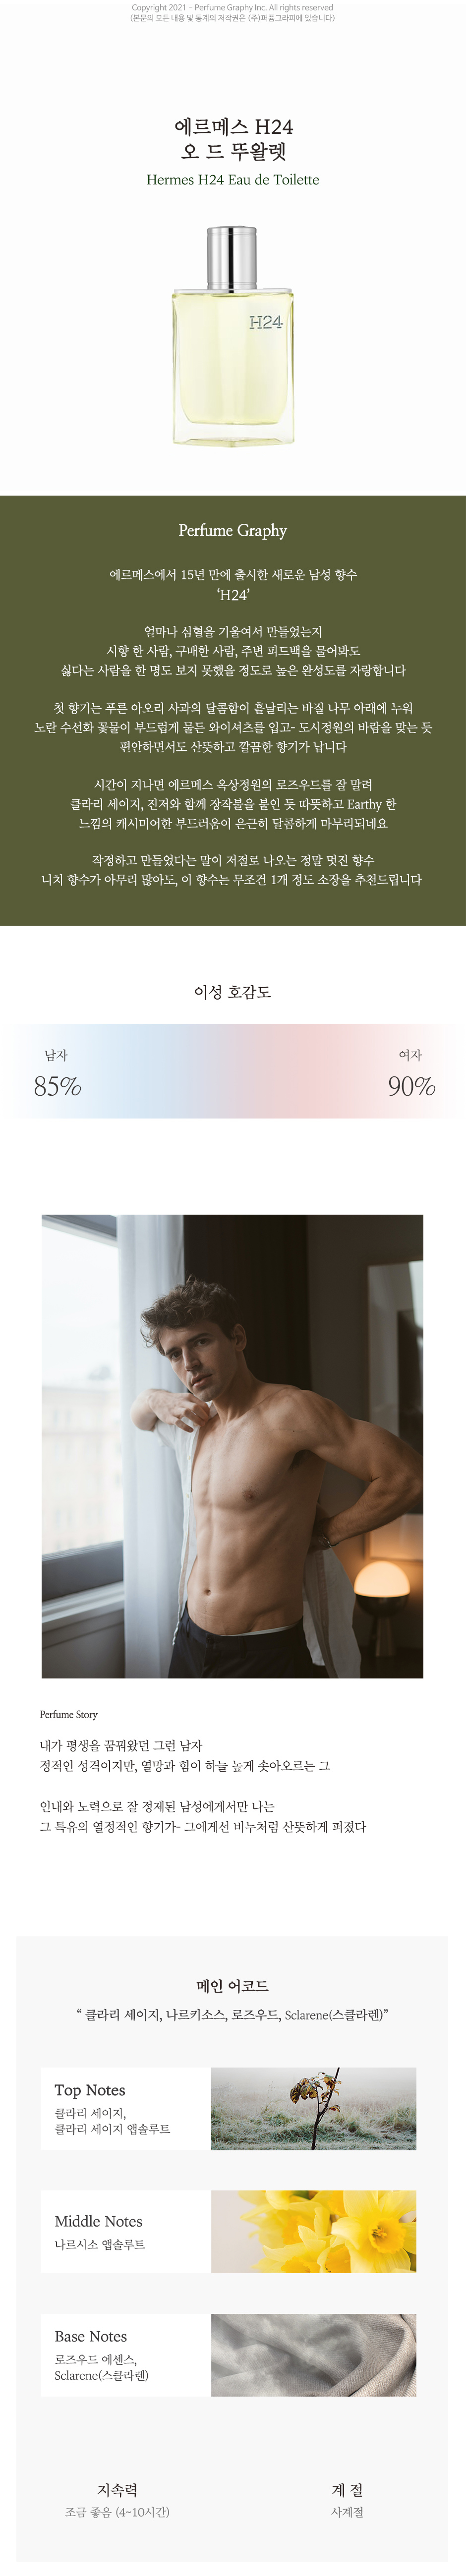 Copyright 2021 - Perfume Graphy Inc. All rights reserved
(본문의 모든 내용 및 통계의 저작권은 (주)퍼퓸그라피에 있습니다)
에르메스 H24
오 드 뚜왈렛
Hermes H24 Eau de Toilette
H24
Perfume Graphy
에르메스에서 15년 만에 출시한 새로운 남성 향수
‘H24’
얼마나 심혈을 기울여서 만들었는지
시향 한 사람, 구매한 사람, 주변 피드백을 물어봐도
싫다는 사람을 한 명도 보지 못했을 정도로 높은 완성도를 자랑합니다
첫 향기는 푸른 아오리 사과의 달콤함이 흩날리는 바질 나무 아래에 누워
노란 수선화 꽃물이 부드럽게 물든 와이셔츠를 입고- 도시정원의 바람을 맞는 듯
편안하면서도 산뜻하고 깔끔한 향기가 납니다
시간이 지나면 에르메스 옥상정원의 로즈우드를 잘 말려
클라리 세이지, 진저와 함께 장작불을 붙인 듯 따뜻하고 Earthy 한
느낌의 캐시미어한 부드러움이 은근히 달콤하게 마무리되네요
작정하고 만들었다는 말이 저절로 나오는 정말 멋진 향수
니치 향수가 아무리 많아도, 이 향수는 무조건 1개 정도 소장을 추천드립니다
이성 호감도
남자 여자
85% 90%
Perfume Story
내가 평생을 꿈꿔왔던 그런 남자
정적인 성격이지만, 열망과 힘이 하늘 높게 솟아오르는 그
인내와 노력으로 잘 정제된 남성에게서만 나는
그 특유의 열정적인 향기가- 그에게선 비누처럼 산뜻하게 퍼졌다
메인 어코드
“ 클라리 세이지, 나르키소스, 로즈우드, Sclarene(스클라렌)”
Top Notes
클라리 세이지,
클라리 세이지 앱솔루트
Middle Notes
나르시소 앱솔루트
Base Notes
로즈우드 에센스,
Sclarene(스클라렌)
지속력 계 절
조금 좋음 (4~10시간) 사계절